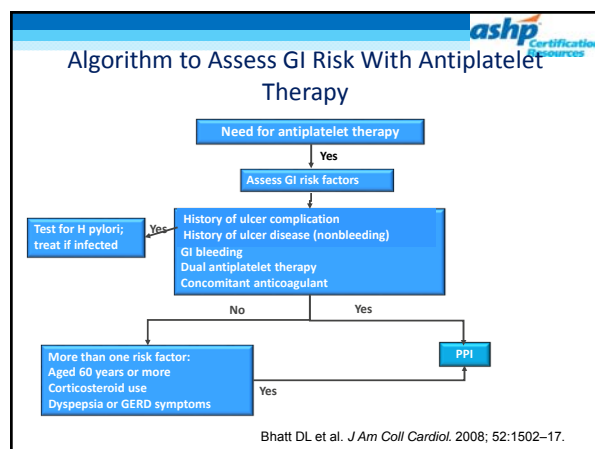 ashp
Certification
Resources
Algorithm to Assess GI Risk With Antiplatelet
Therapy
Need for antiplatelet therapy
Yes
Assess GI risk factors
Test for H pylori;
treat if infected
Yes
History of ulcer complication
History of ulcer disease (nonbleeding)
GI bleeding
Dual antiplatelet therapy
Concomitant anticoagulant
No
Yes
More than one risk factor:
Aged 60 years or more
Corticosteroid use
Dyspepsia or GERD symptoms
Yes
PPI
Bhatt DL et al. J Am Coll Cardiol. 2008; 52:1502–17.